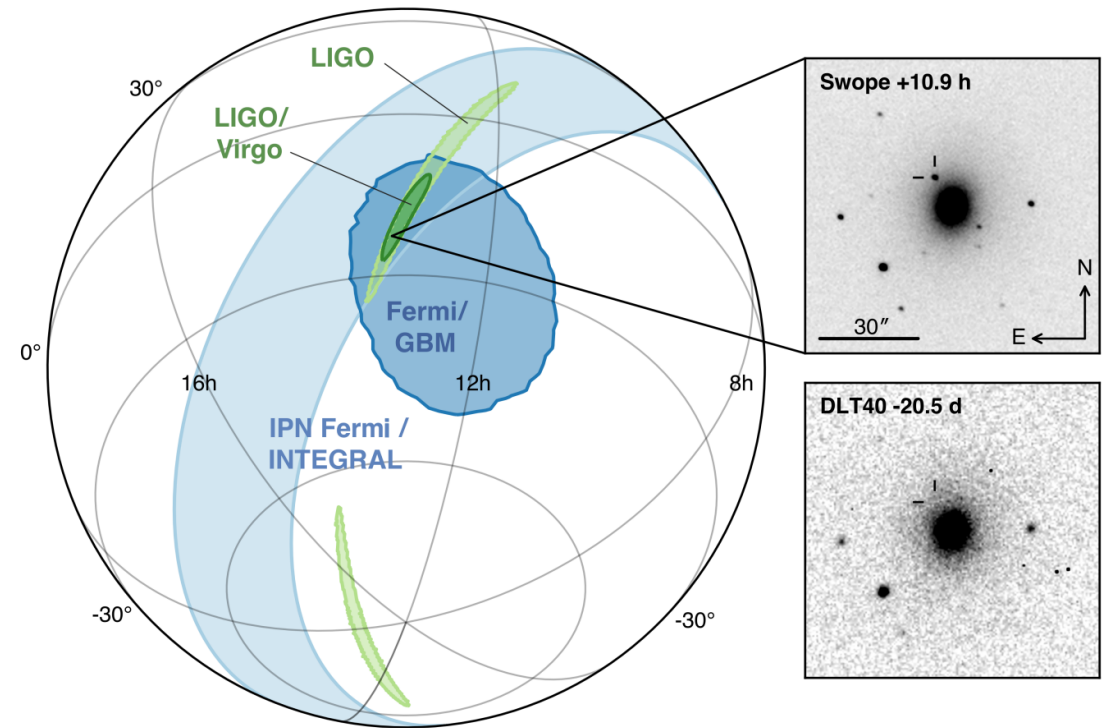 LIGO
30°
LIGO/
Virgo
Fermi/
GBM
0°
16h
12h
8h
IPN Fermi /
INTEGRAL
-30°
-30°
Swope +10.9 h
N
30″
E
DLT40 -20.5 d